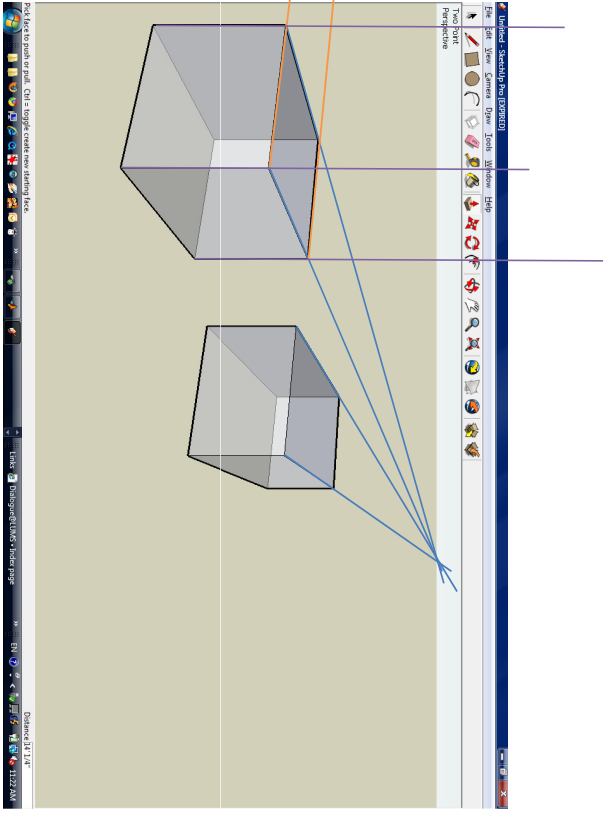 Untitled - SketchUp Pro [EXPIRED]
File Edit View Camera Draw Tools Window Help
Two Point
Perspective
Pick face to push or pull. Ctrl = toggle create new starting face.
Distance 14' 1/4"
Links Dialogue@LUMS • Index page
EN
11:22 AM